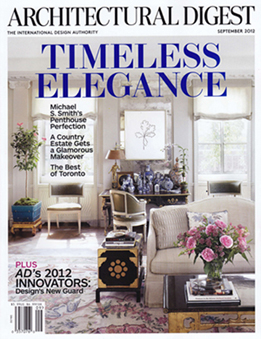 ARCHITECTURAL DIGEST
THE INTERNATIONAL DESIGN AUTHORITY
SEPTEMBER 2012
TIMELESS
ELEGANCE
Michael
S. Smith's
Penthouse
Perfection
A Country
Estate Gets
a Glamorous
Makeover
The Best
of Toronto
PLUS
AD's 2012
INNOVATORS:
Design's New Guard